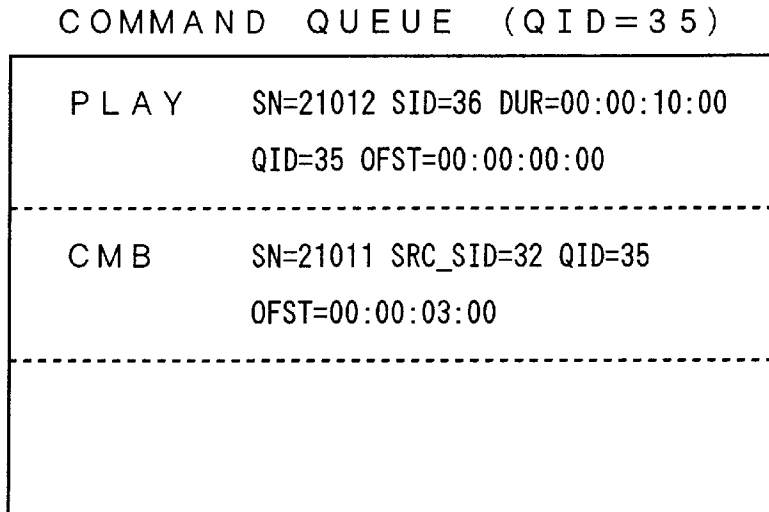 COMMAND QUEUE (QID=35)
PLAY SN=21012 SID=36 DUR=00:00:10:00
QID=35 OFST=00:00:00:00
CMB SN=21011 SRC_SID=32 QID=35
OFST=00:00:03:00